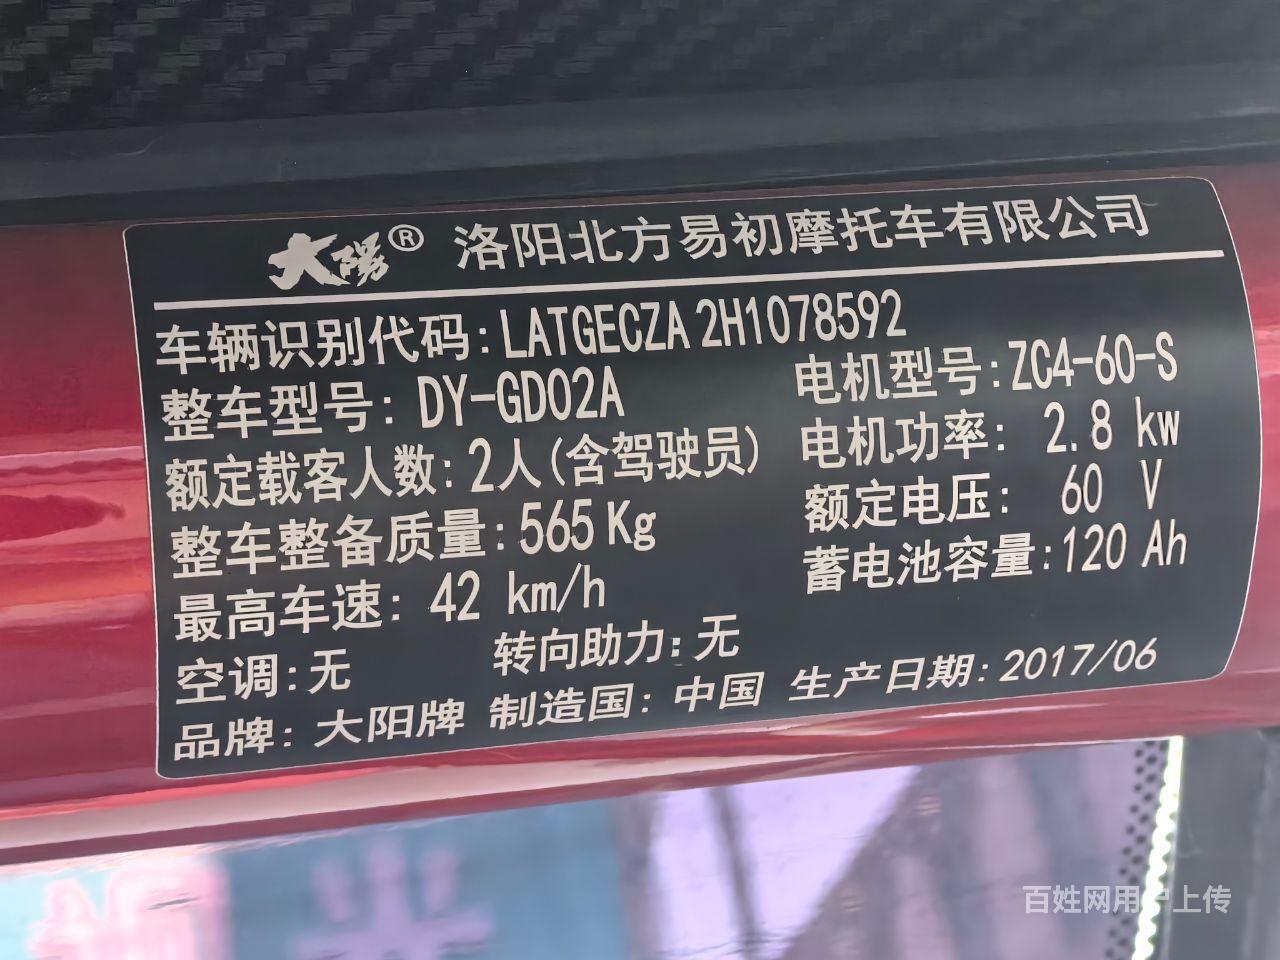 大陽® 洛阳北方易初摩托车有限公司
车辆识别代码:LATGECZA2H1078592
整车型号: DY-GD02A 电机型号:ZC4-60-S
额定载客人数:2人(含驾驶员) 电机功率: 2.8 kw
整车整备质量:565Kg 额定电压: 60 V
最高车速: 42 km/h 蓄电池容量:120 Ah
空调:无 转向助力:无
品牌: 大阳牌 制造国: 中国 生产日期:2017/06
百姓网用户上传